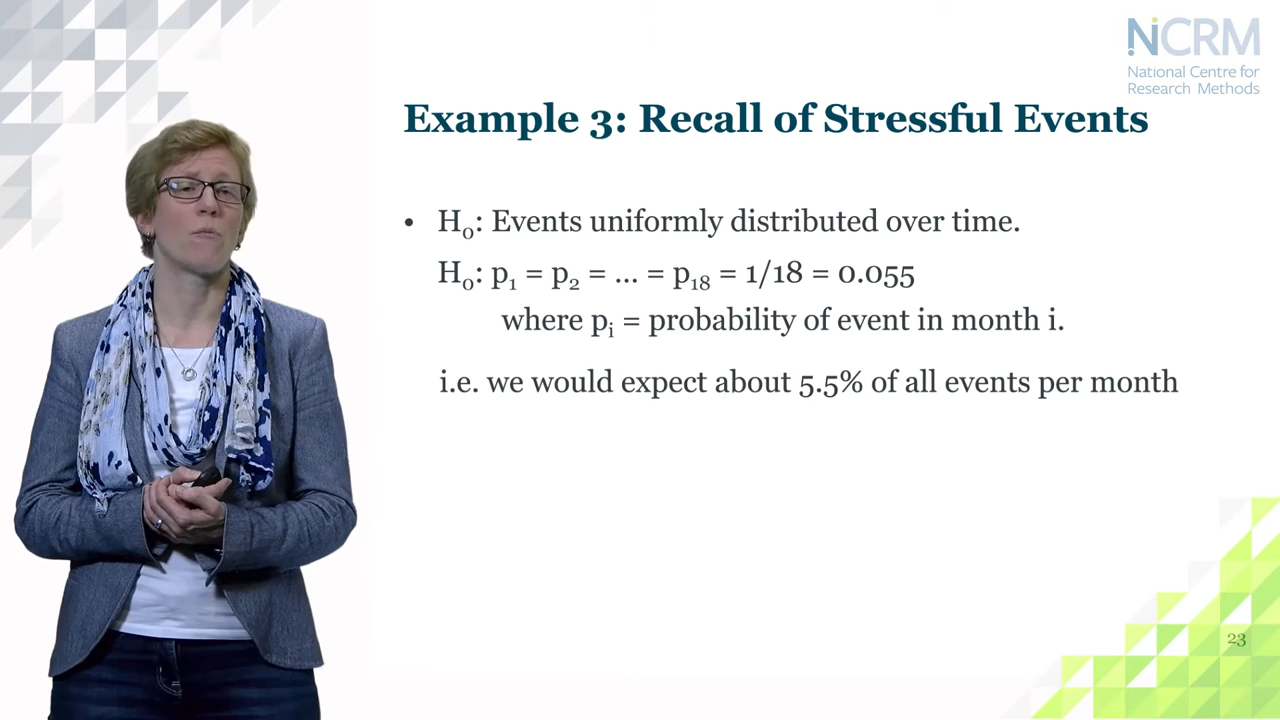 NCRM
National Centre for
Research Methods
Example 3: Recall of Stressful Events
• H₀: Events uniformly distributed over time.
H₀: p₁ = p₂ = ... = p₁₈ = 1/18 = 0.055
where pᵢ = probability of event in month i.
i.e. we would expect about 5.5% of all events per month
23